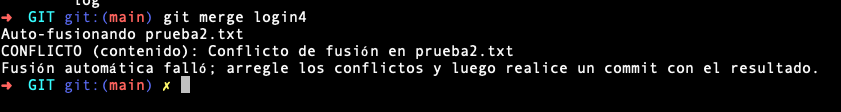 log
➜ GIT git:(main) git merge login4
Auto-fusionando prueba2.txt
CONFLICTO (contenido): Conflicto de fusión en prueba2.txt
Fusión automática falló; arregle los conflictos y luego realice un commit con el resultado.
➜ GIT git:(main) ✗